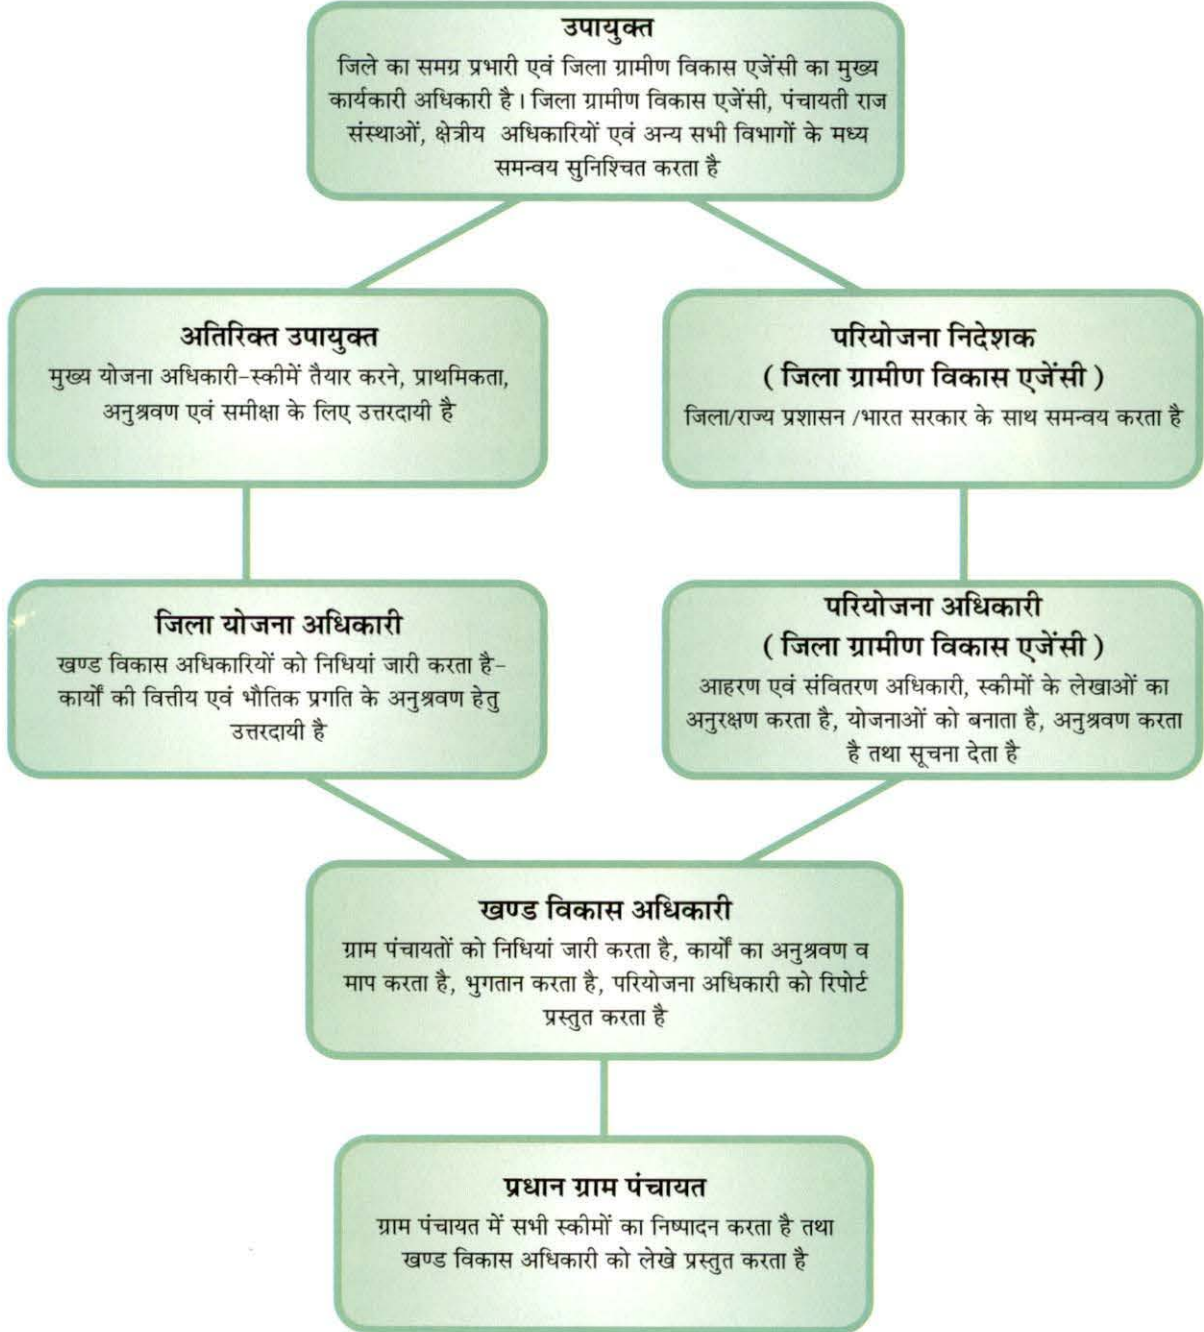 उपायुक्त
जिले का समग्र प्रभारी एवं जिला ग्रामीण विकास एजेंसी का मुख्य
कार्यकारी अधिकारी है। जिला ग्रामीण विकास एजेंसी, पंचायती राज
संस्थाओं, क्षेत्रीय अधिकारियों एवं अन्य सभी विभागों के मध्य
समन्वय सुनिश्चित करता है
अतिरिक्त उपायुक्त
मुख्य योजना अधिकारी-स्कीमें तैयार करने, प्राथमिकता,
अनुश्रवण एवं समीक्षा के लिए उत्तरदायी है
परियोजना निदेशक
( जिला ग्रामीण विकास एजेंसी )
जिला/राज्य प्रशासन /भारत सरकार के साथ समन्वय करता है
जिला योजना अधिकारी
खण्ड विकास अधिकारियों को निधियां जारी करता है-
कार्यों की वित्तीय एवं भौतिक प्रगति के अनुश्रवण हेतु
उत्तरदायी है
परियोजना अधिकारी
( जिला ग्रामीण विकास एजेंसी )
आहरण एवं संवितरण अधिकारी, स्कीमों के लेखाओं का
अनुरक्षण करता है, योजनाओं को बनाता है, अनुश्रवण करता
है तथा सूचना देता है
खण्ड विकास अधिकारी
ग्राम पंचायतों को निधियां जारी करता है, कार्यों का अनुश्रवण व
माप करता है, भुगतान करता है, परियोजना अधिकारी को रिपोर्ट
प्रस्तुत करता है
प्रधान ग्राम पंचायत
ग्राम पंचायत में सभी स्कीमों का निष्पादन करता है तथा
खण्ड विकास अधिकारी को लेखे प्रस्तुत करता है